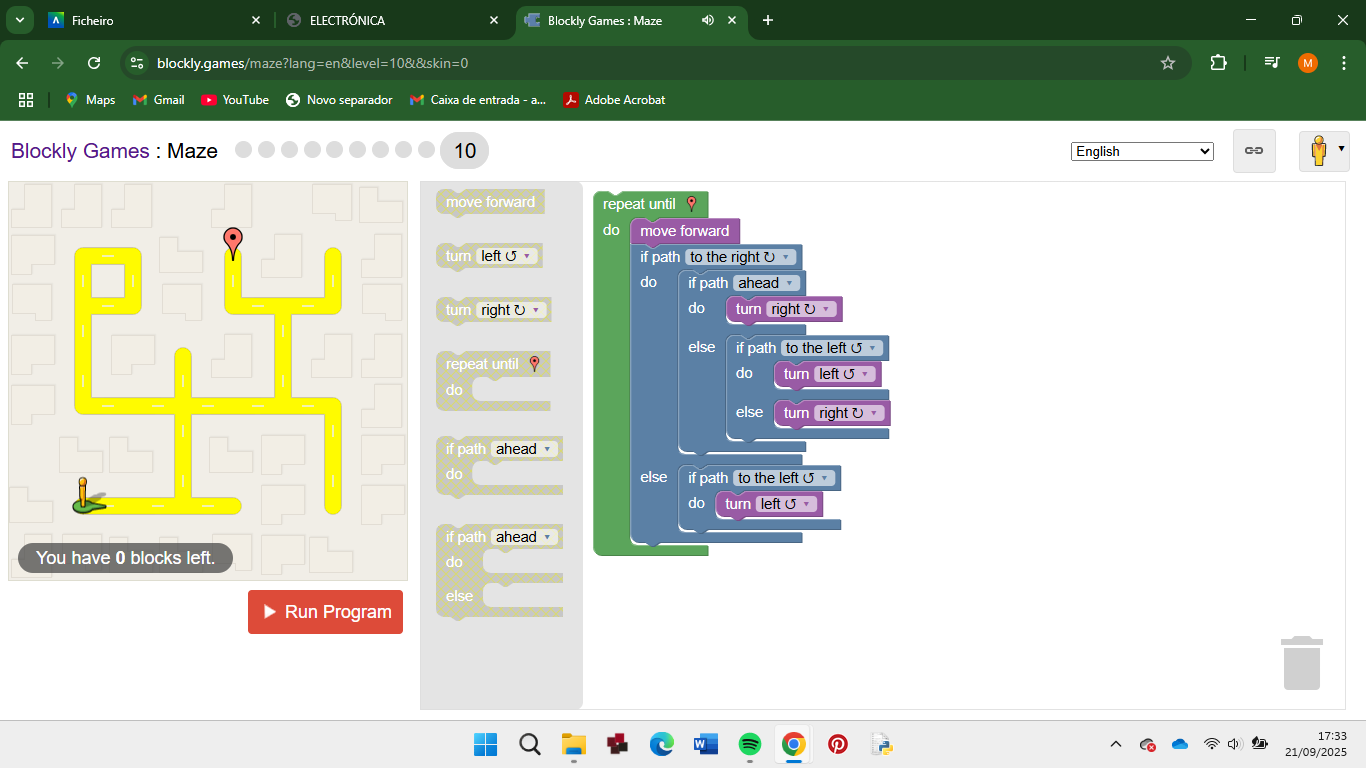 Ficheiro
ELECTRÓNICA
Blockly Games : Maze
blockly.games/maze?lang=en&level=10&&skin=0
M
Maps
Gmail
YouTube
Novo separador
Caixa de entrada - a...
Adobe Acrobat
Blockly Games : Maze
10
English
move forward
turn left ↺
turn right ↻
repeat until
do
if path ahead
do
if path ahead
do
else
repeat until
do
move forward
if path to the right ↻
do
if path ahead
do
turn right ↻
else
if path to the left ↺
do
turn left ↺
else
turn right ↻
else
if path to the left ↺
do
turn left ↺
You have 0 blocks left.
Run Program
17:33
21/09/2025